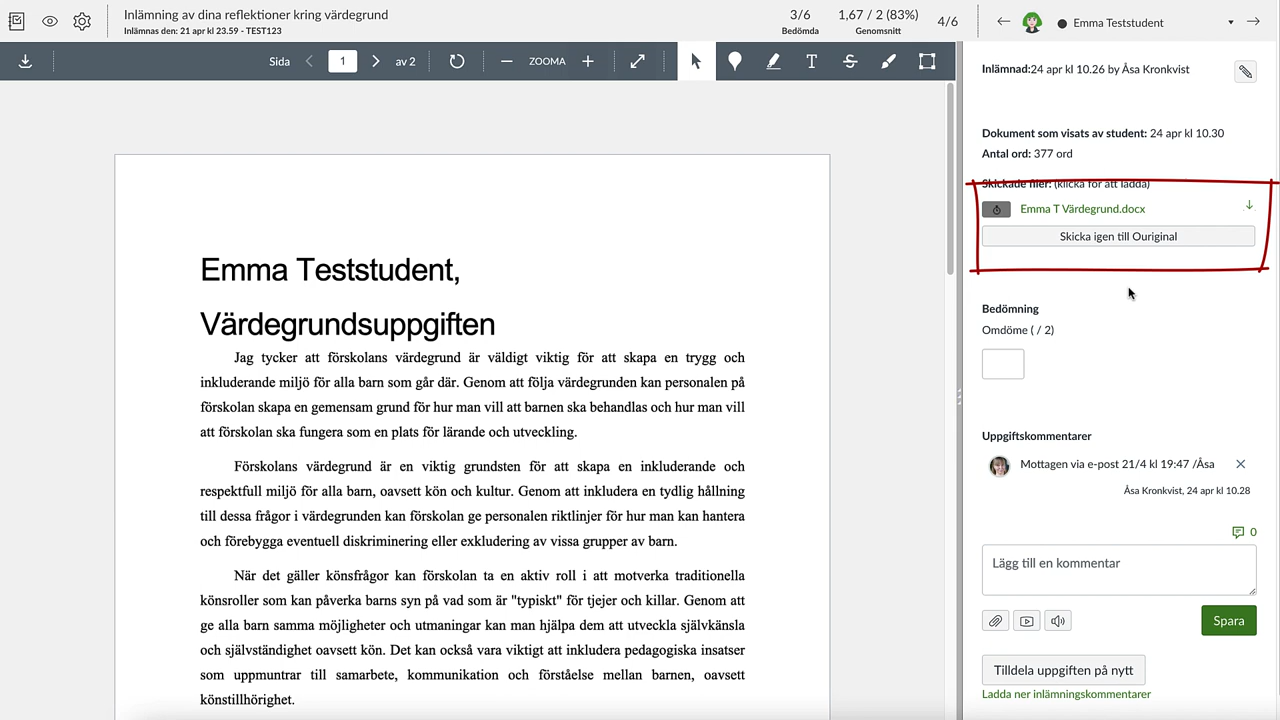 Inlämning av dina reflektioner kring värdegrund
Inlämnas den: 21 apr kl 23.59 - TEST123
3/6
Bedömda
1,67 / 2 (83%)
Genomsnitt
4/6
Emma Teststudent
Sida
1
av 2
ZOOMA
T
S
Emma Teststudent,
Värdegrundsuppgiften
Jag tycker att förskolans värdegrund är väldigt viktig för att skapa en trygg och
inkluderande miljö för alla barn som går där. Genom att följa värdegrunden kan personalen på
förskolan skapa en gemensam grund för hur man vill att barnen ska behandlas och hur man vill
att förskolan ska fungera som en plats för lärande och utveckling.
Förskolans värdegrund är en viktig grundsten för att skapa en inkluderande och
respektfull miljö för alla barn, oavsett kön och kultur. Genom att inkludera en tydlig hållning
till dessa frågor i värdegrunden kan förskolan ge personalen riktlinjer för hur man kan hantera
och förebygga eventuell diskriminering eller exkludering av vissa grupper av barn.
När det gäller könsfrågor kan förskolan ta en aktiv roll i att motverka traditionella
könsroller som kan påverka barns syn på vad som är "typiskt" för tjejer och killar. Genom att
ge alla barn samma möjligheter och utmaningar kan man hjälpa dem att utveckla självkänsla
och självständighet oavsett kön. Det kan också vara viktigt att inkludera pedagogiska insatser
som uppmuntrar till samarbete, kommunikation och förståelse mellan barnen, oavsett
könstillhörighet.
Inlämnad:24 apr kl 10.26 by Åsa Kronkvist
Dokument som visats av student: 24 apr kl 10.30
Antal ord: 377 ord
Skickade filer: (klicka för att ladda)
Emma T Värdegrund.docx
Skicka igen till Ouriginal
Bedömning
Omdöme ( / 2)
Uppgiftskommentarer
Mottagen via e-post 21/4 kl 19:47 /Åsa
Åsa Kronkvist, 24 apr kl 10.28
0
Lägg till en kommentar
Spara
Tilldela uppgiften på nytt
Ladda ner inlämningskommentarer